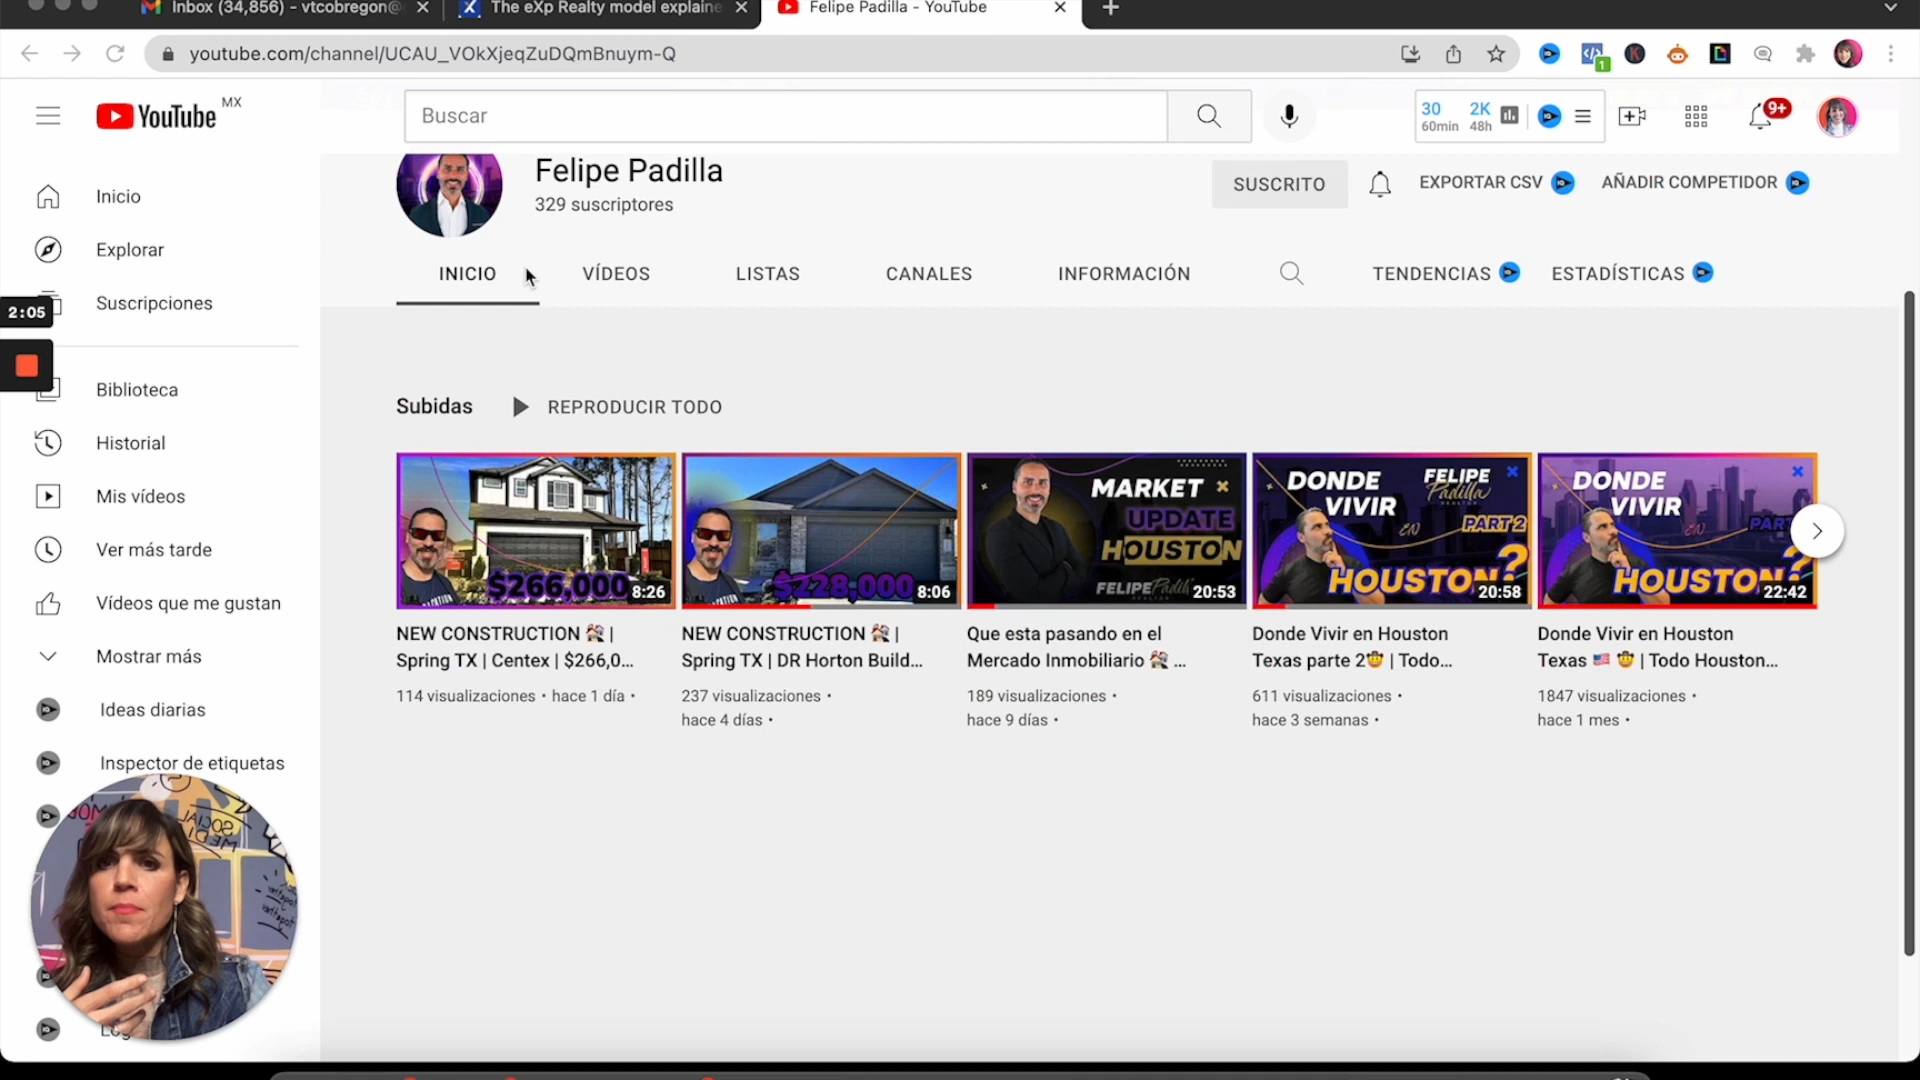 Inbox (34,856) - vtcobregon@
The eXp Realty model explaine
Felipe Padilla - YouTube
youtube.com/channel/UCAU_VOkXjeqZuDQmBnuym-Q
1
YouTube MX
Buscar
30 2K
60min 48h
9+
Felipe Padilla
329 suscriptores
SUSCRITO
EXPORTAR CSV
AÑADIR COMPETIDOR
INICIO
VÍDEOS
LISTAS
CANALES
INFORMACIÓN
TENDENCIAS
ESTADÍSTICAS
Inicio
Explorar
Suscripciones
2:05
Biblioteca
Historial
Mis vídeos
Ver más tarde
Vídeos que me gustan
Mostrar más
Ideas diarias
Inspector de etiquetas
Subidas
REPRODUCIR TODO
$266,000
8:26
$228,000
8:06
MARKET
UPDATE
HOUSTON
FELIPE Padilla
20:53
DONDE
VIVIR
EN
FELIPE
Padilla
PART 2
HOUSTON?
20:58
DONDE
VIVIR
EN
PART
HOUSTON?
22:42
NEW CONSTRUCTION 🏘 |
Spring TX | Centex | $266,0...
114 visualizaciones • hace 1 día •
NEW CONSTRUCTION 🏘 |
Spring TX | DR Horton Build...
237 visualizaciones •
hace 4 días •
Que esta pasando en el
Mercado Inmobiliario 🏘 ...
189 visualizaciones •
hace 9 días •
Donde Vivir en Houston
Texas parte 2🤠 | Todo...
611 visualizaciones •
hace 3 semanas •
Donde Vivir en Houston
Texas 🇺🇸 🤠 | Todo Houston...
1847 visualizaciones •
hace 1 mes •
SOCIAL
MEDIA
together
together